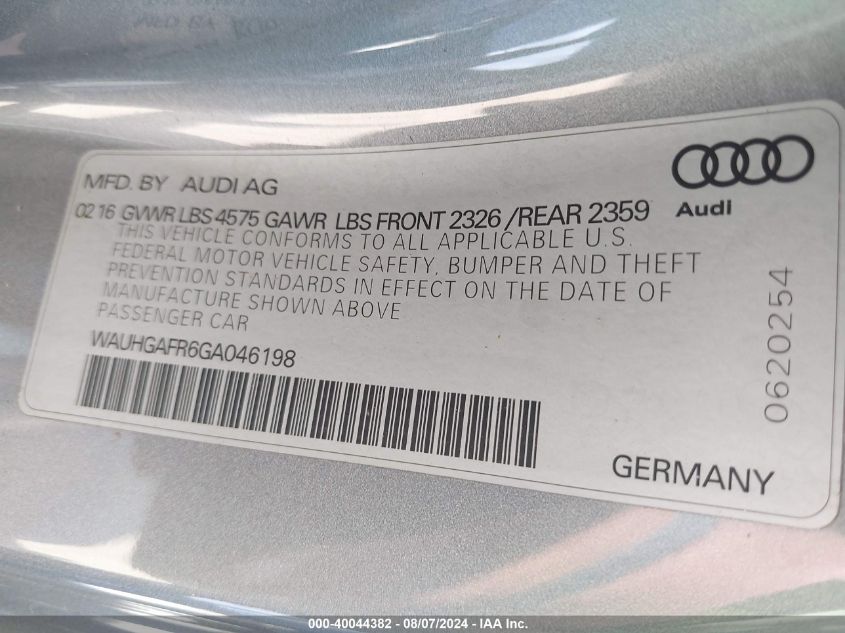 MFD. BY AUDI AG
02 16 GVWR LBS 4575 GAWR LBS FRONT 2326 /REAR 2359
THIS VEHICLE CONFORMS TO ALL APPLICABLE U.S.
FEDERAL MOTOR VEHICLE SAFETY, BUMPER AND THEFT
PREVENTION STANDARDS IN EFFECT ON THE DATE OF
MANUFACTURE SHOWN ABOVE
PASSENGER CAR
WAUHGAFR6GA046198
Audi
0620254
GERMANY
000-40044382 - 08/07/2024 - IAA Inc.